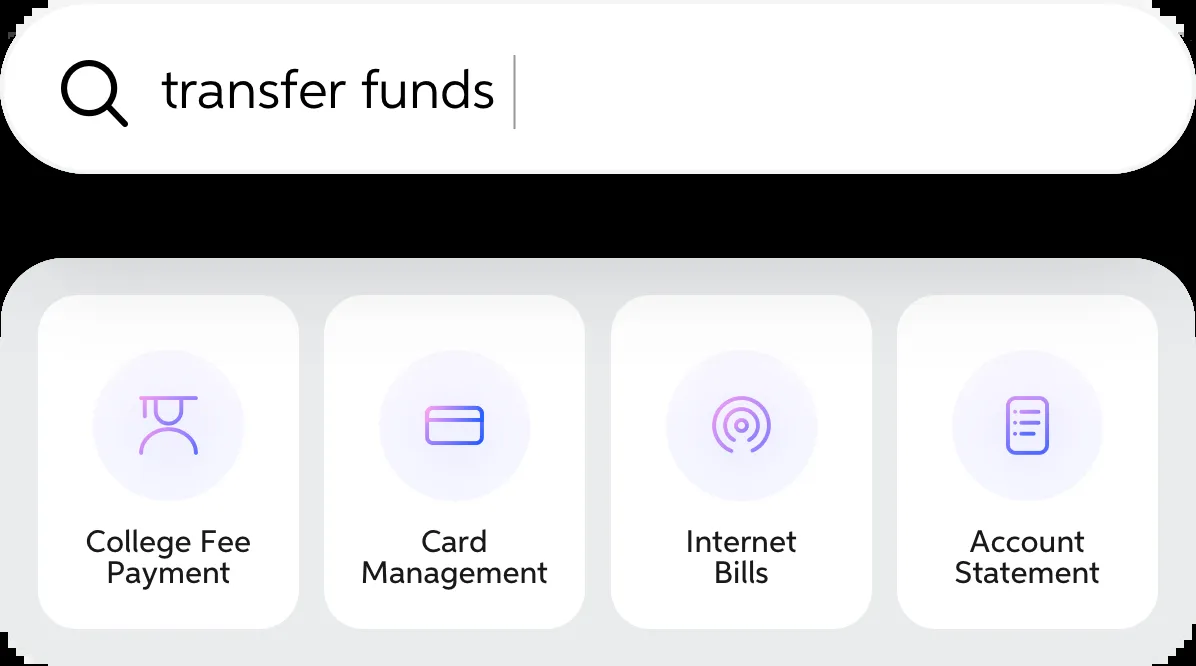 transfer funds
College Fee
Payment
Card
Management
Internet
Bills
Account
Statement